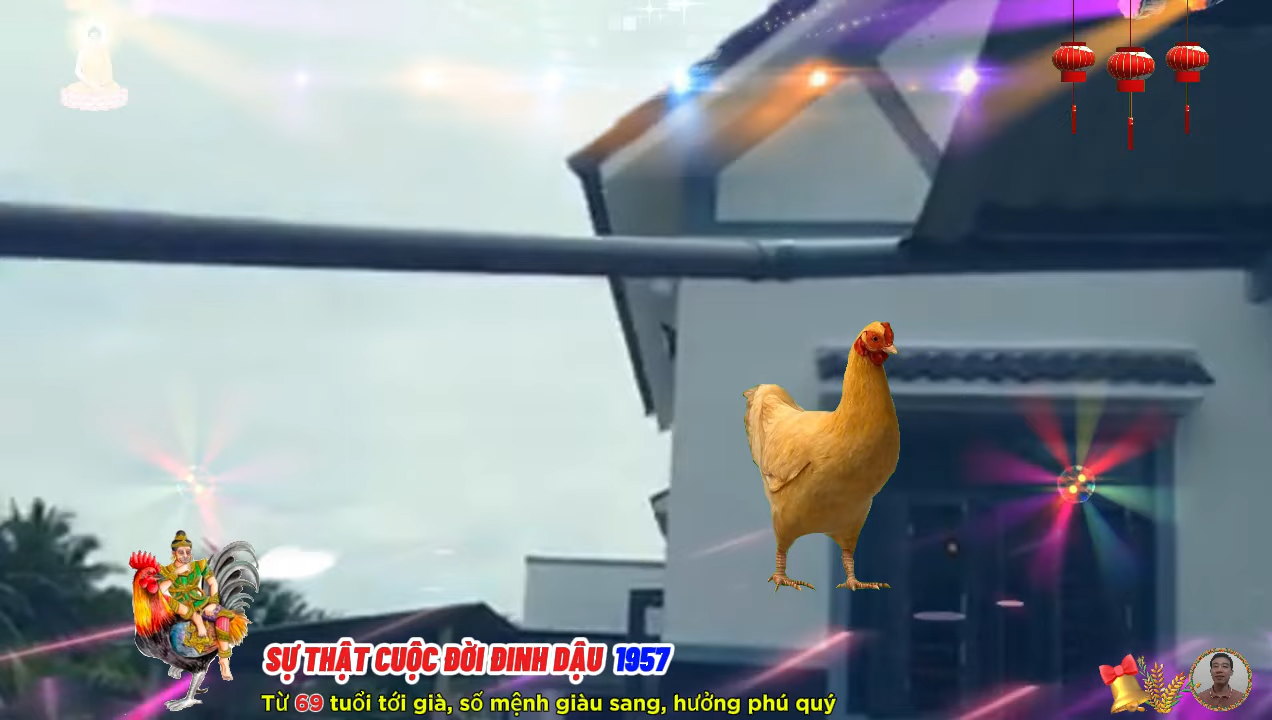 SỰ THẬT CUỘC ĐỜI ĐINH DẬU 1957
Từ 69 tuổi tới già, số mệnh giàu sang, hưởng phú quý